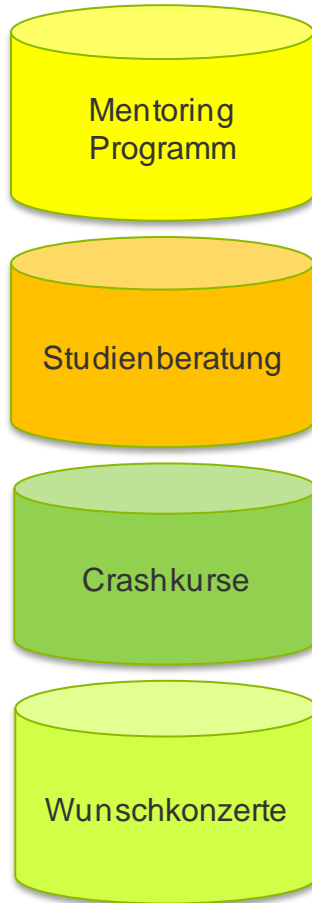 Mentoring
Programm
Studienberatung
Crashkurse
Wunschkonzerte